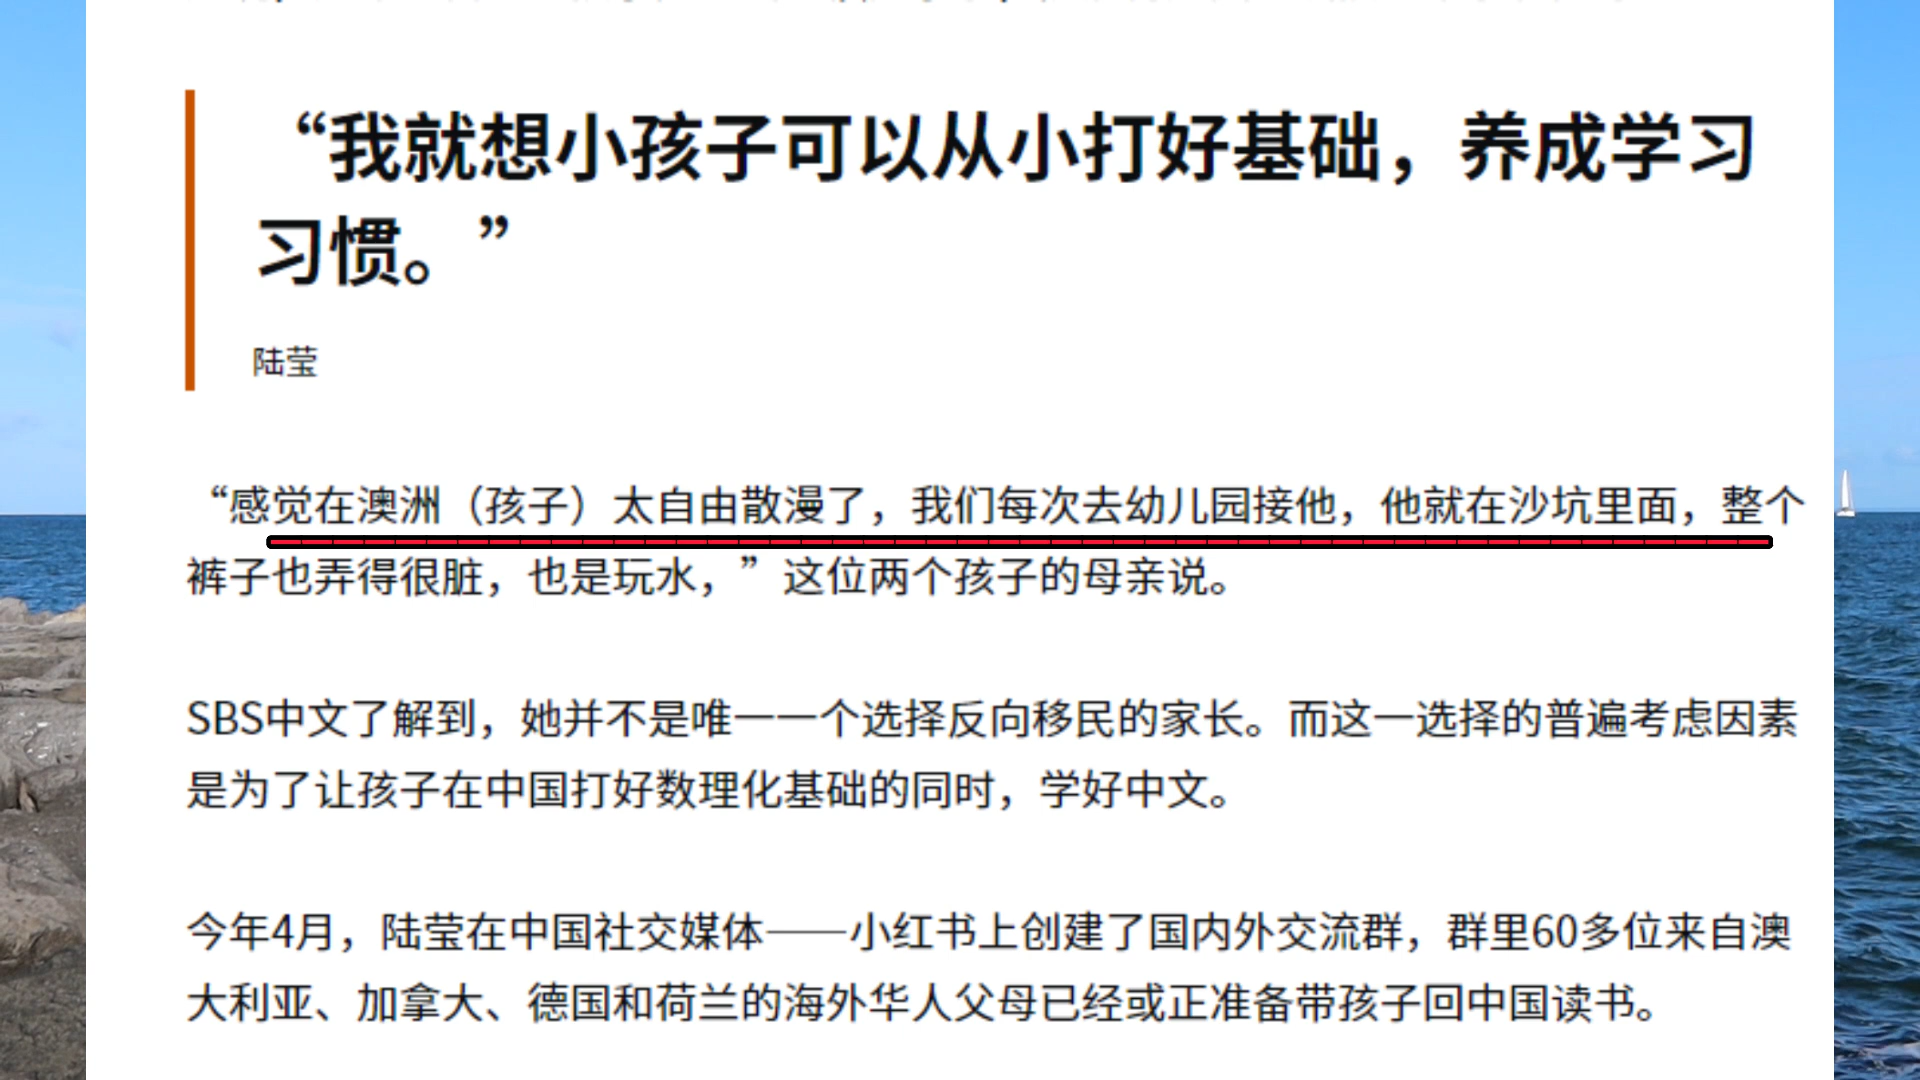 “我就想小孩子可以从小打好基础，养成学习
习惯。”
陆莹
“感觉在澳洲（孩子）太自由散漫了，我们每次去幼儿园接他，他就在沙坑里面，整个
裤子也弄得很脏，也是玩水，”这位两个孩子的母亲说。
SBS中文了解到，她并不是唯一一个选择反向移民的家长。而这一选择的普遍考虑因素
是为了让孩子在中国打好数理化基础的同时，学好中文。
今年4月，陆莹在中国社交媒体——小红书上创建了国内外交流群，群里60多位来自澳
大利亚、加拿大、德国和荷兰的海外华人父母已经或正准备带孩子回中国读书。